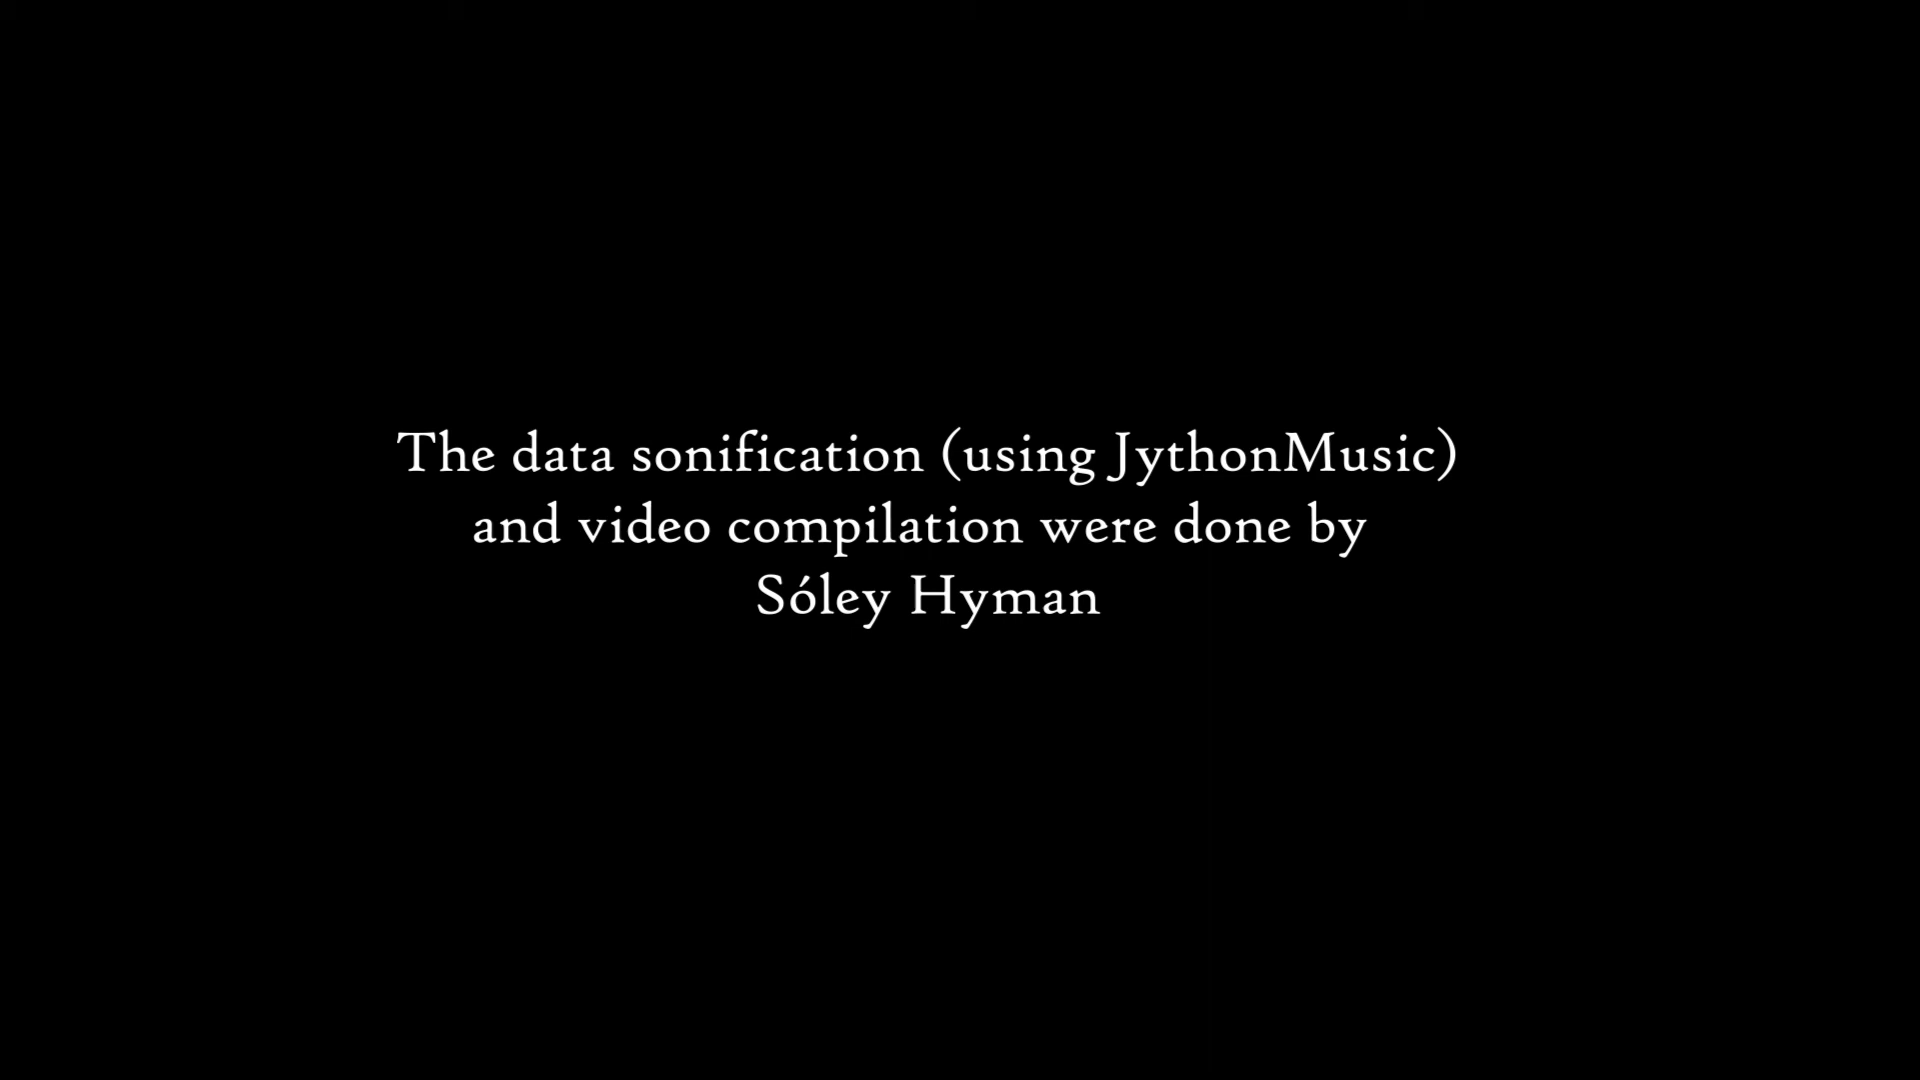 The data sonification (using JythonMusic)
and video compilation were done by
Sóley Hyman